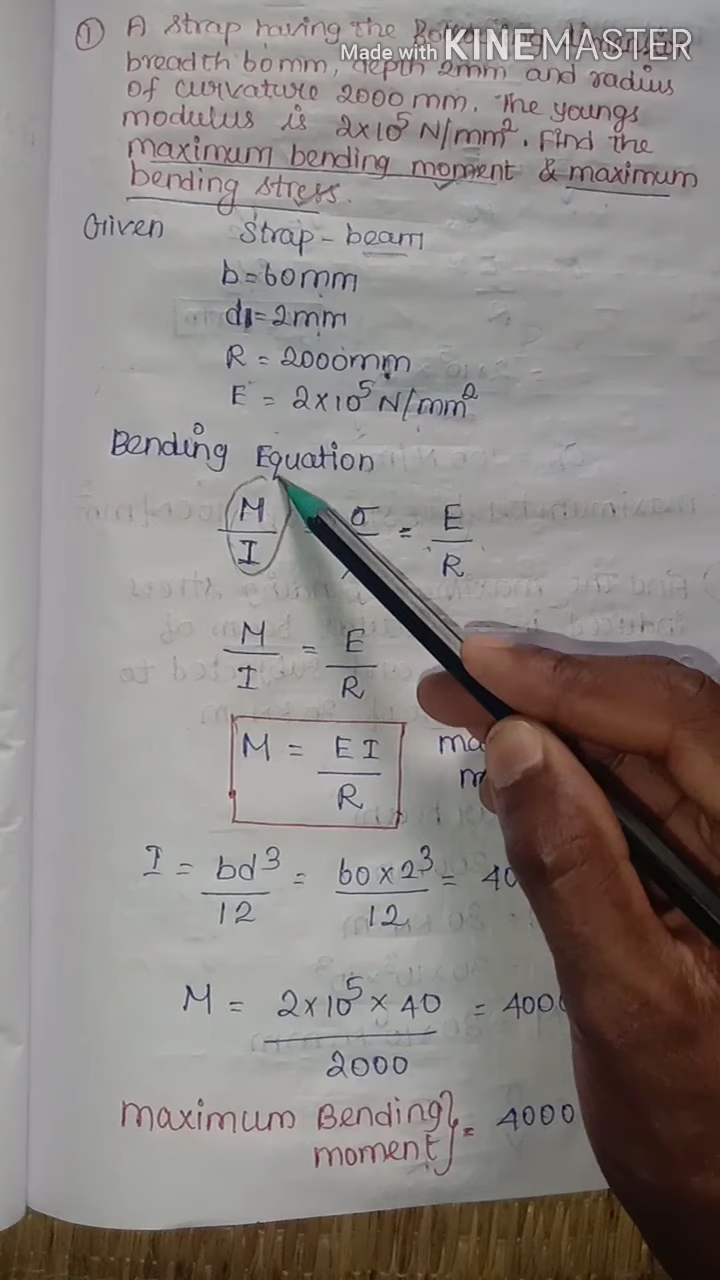 ① A strap having the
Made with KINEMASTER
breadth 60mm, depth 2mm and radius
of curvature 2000 mm. The youngs
modulus is 2×10⁵ N/mm². Find the
maximum bending moment & maximum
bending stress.
Given Strap-beam
b=60mm
d=2mm
R = 2000mm
E = 2×10⁵ N/mm²
Bending Equation
M/I = σ/ = E/R
M/I = E/R
M = EI/R
I = bd³/12 = 60×2³/12 = 40
M = 2×10⁵ × 40/2000 = 4000
maximum Bending moment} = 4000